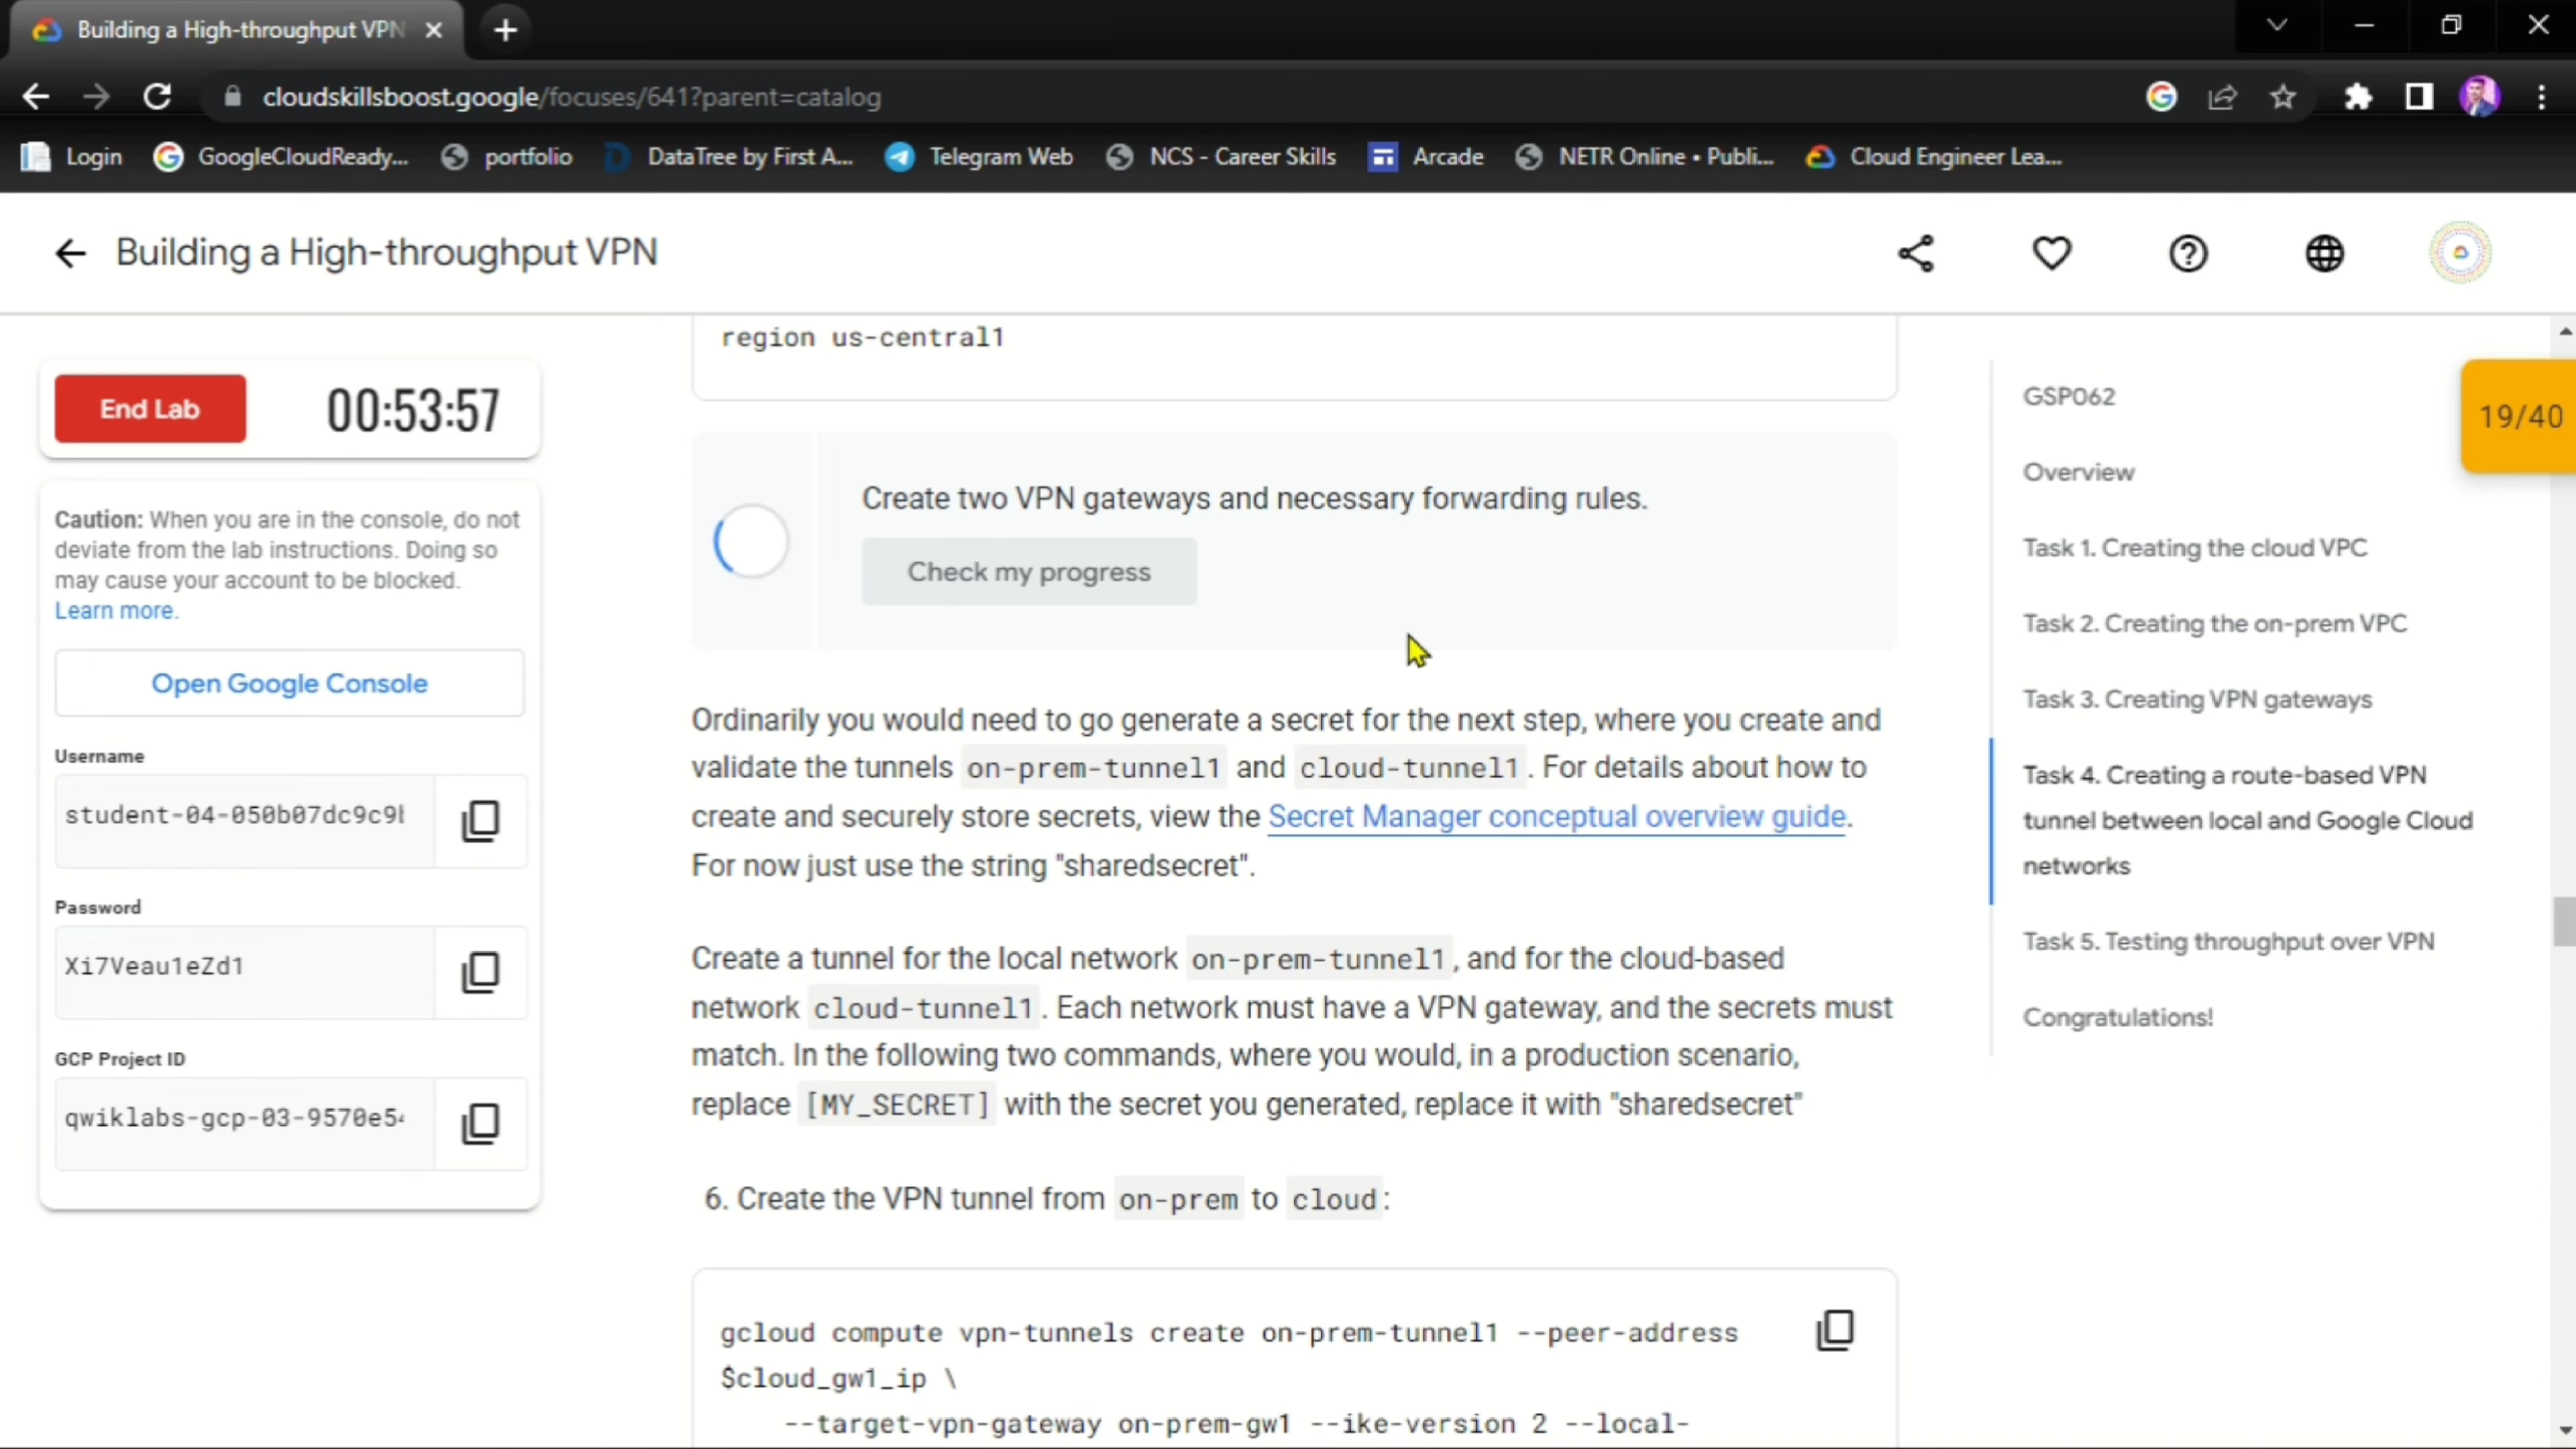 Building a High-throughput VPN
cloudskillsboost.google/focuses/641?parent=catalog
Login
GoogleCloudReady...
portfolio
DataTree by First A...
Telegram Web
NCS - Career Skills
Arcade
NETR Online • Publi...
Cloud Engineer Lea...
Building a High-throughput VPN
End Lab
00:53:57
Caution: When you are in the console, do not
deviate from the lab instructions. Doing so
may cause your account to be blocked.
Learn more.
Open Google Console
Username
student-04-050b07dc9c9
Password
Xi7Veau1eZd1
GCP Project ID
qwiklabs-gcp-03-9570e5
region us-central1
Create two VPN gateways and necessary forwarding rules.
Check my progress
Ordinarily you would need to go generate a secret for the next step, where you create and
validate the tunnels on-prem-tunnel1 and cloud-tunnel1. For details about how to
create and securely store secrets, view the Secret Manager conceptual overview guide.
For now just use the string "sharedsecret".
Create a tunnel for the local network on-prem-tunnel1, and for the cloud-based
network cloud-tunnel1. Each network must have a VPN gateway, and the secrets must
match. In the following two commands, where you would, in a production scenario,
replace [MY_SECRET] with the secret you generated, replace it with "sharedsecret"
6. Create the VPN tunnel from on-prem to cloud:
gcloud compute vpn-tunnels create on-prem-tunnel1 --peer-address
$cloud_gw1_ip \
--target-vpn-gateway on-prem-gw1 --ike-version 2 --local-
GSP062
Overview
Task 1. Creating the cloud VPC
Task 2. Creating the on-prem VPC
Task 3. Creating VPN gateways
Task 4. Creating a route-based VPN
tunnel between local and Google Cloud
networks
Task 5. Testing throughput over VPN
Congratulations!
19/40